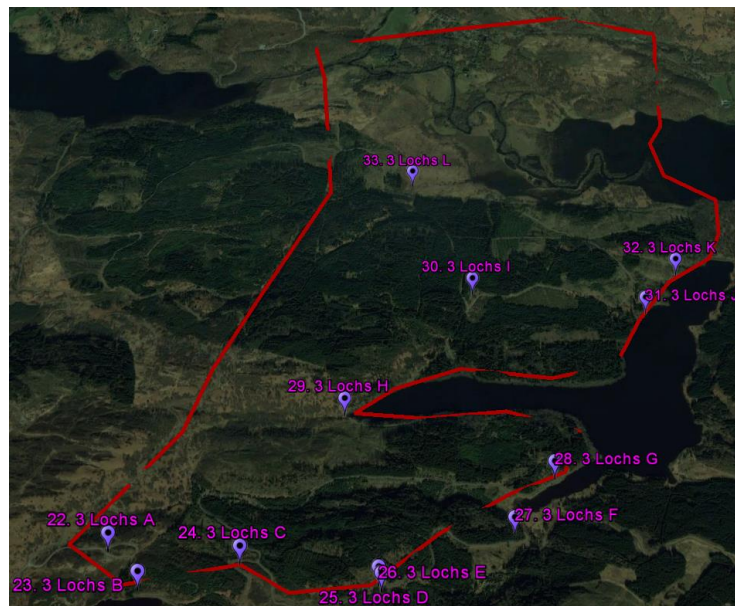 33. 3 Lochs L
32. 3 Lochs K
30. 3 Lochs I
31. 3 Lochs J
29. 3 Lochs H
28. 3 Lochs G
22. 3 Lochs A
27. 3 Lochs F
24. 3 Lochs C
23. 3 Lochs B
26. 3 Lochs E
25. 3 Lochs D